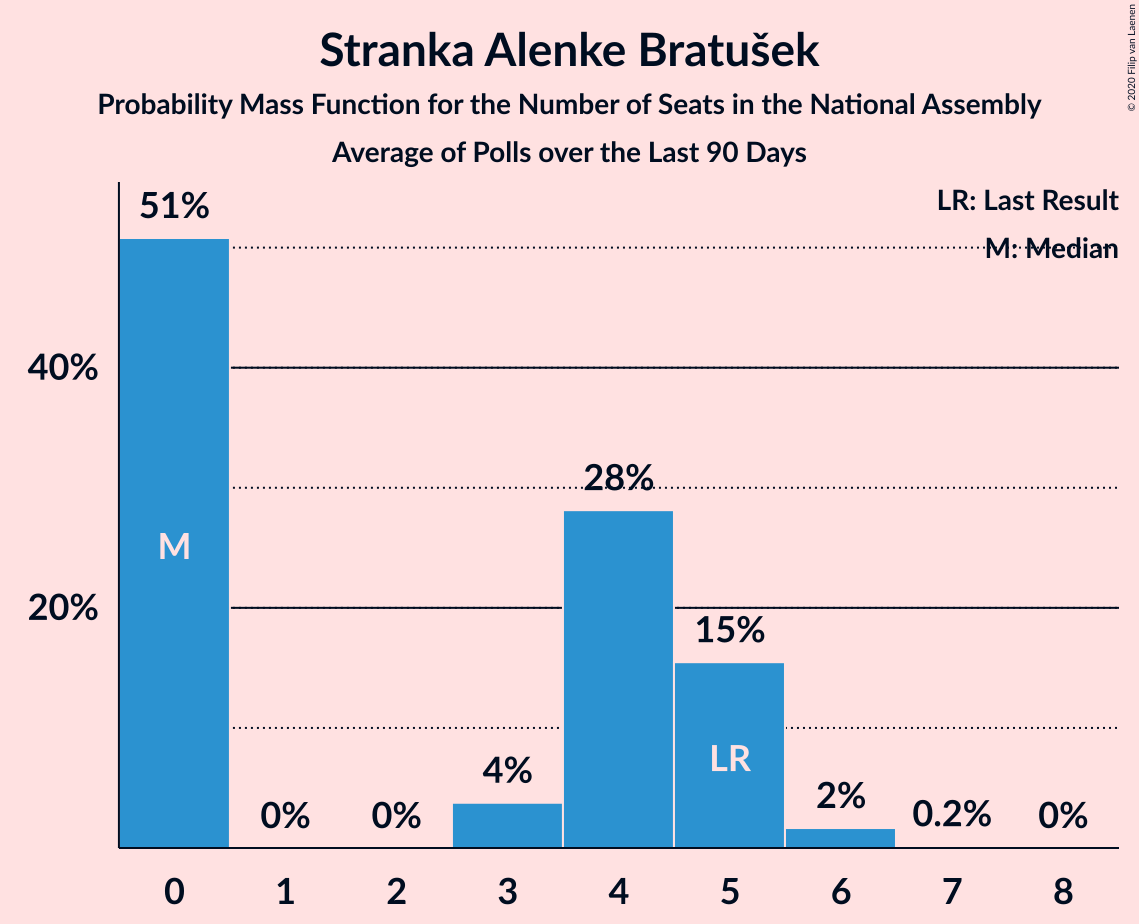 Stranka Alenke Bratušek
Probability Mass Function for the Number of Seats in the National Assembly
Average of Polls over the Last 90 Days
© 2020 Filip van Laenen
LR: Last Result
M: Median
51%
40%
28%
M
20%
15%
LR
4%
2%
0%
0%
0.2%
0%
0 1 2 3 4 5 6 7 8